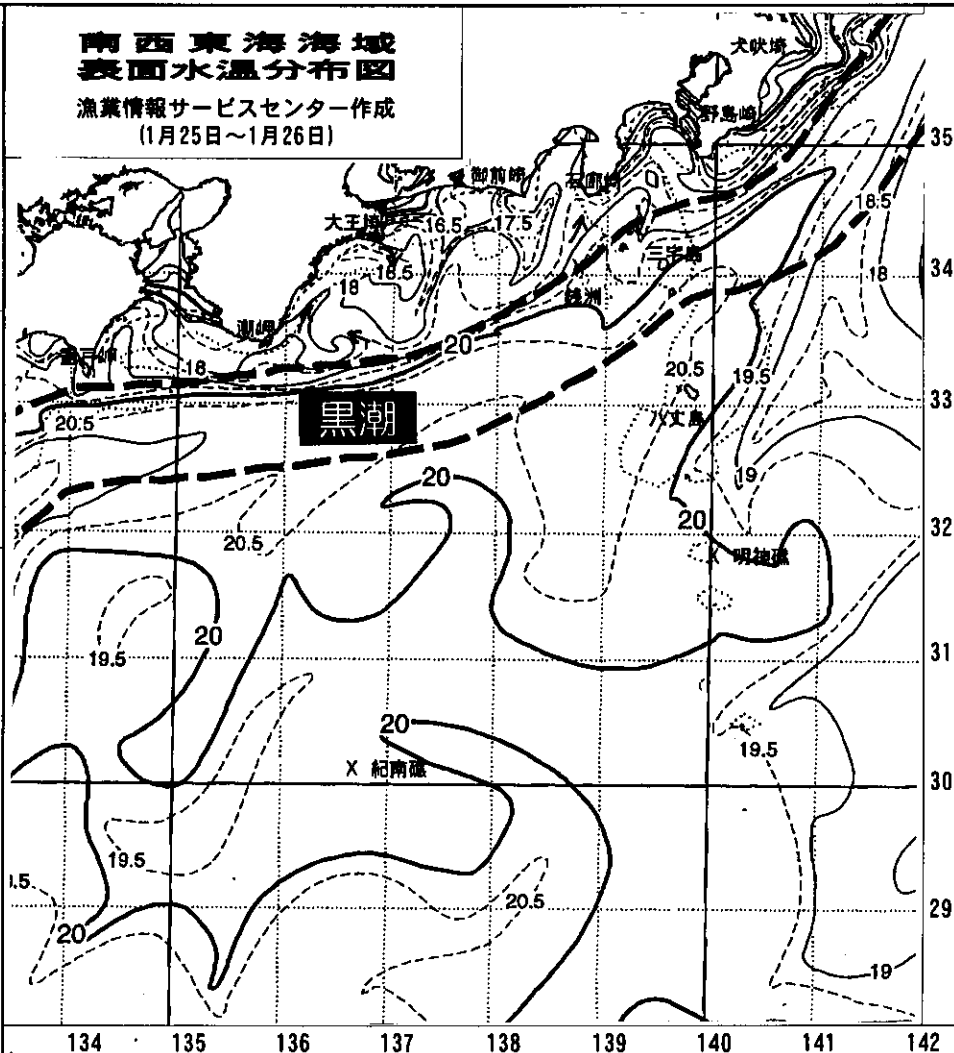 南西東海海域
表面水温分布図
漁業情報サービスセンター作成
(1月25日～1月26日)
犬吠埼
野島崎
35
御前崎
石廊崎
大王埼
16.5
17.5
18.5
16.5
三宅島
34
18
18
銭洲
潮岬
室戸岬
20
18
20.5
19.5
33
20.5
黒潮
八丈島
19
20
20
32
20.5
X 明神礁
20
19.5
31
20
19.5
X 紀南礁
30
19.5
20.5
29
20
19
134 135 136 137 138 139 140 141 142